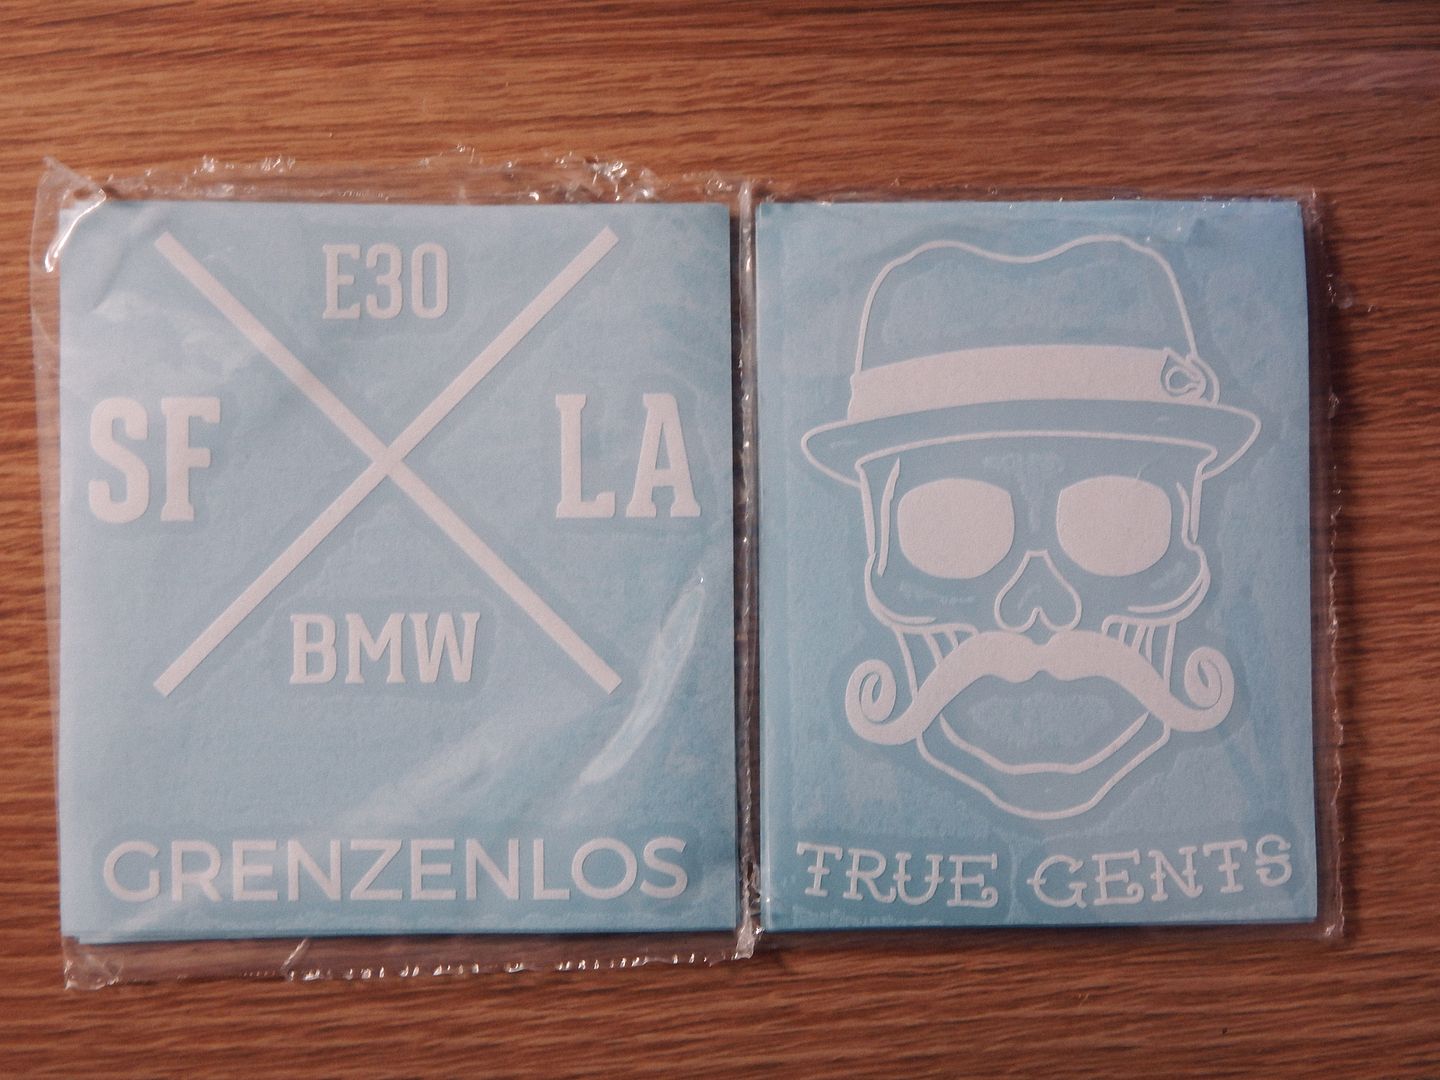 E30
SF LA
BMW
GRENZENLOS
TRUE GENTS